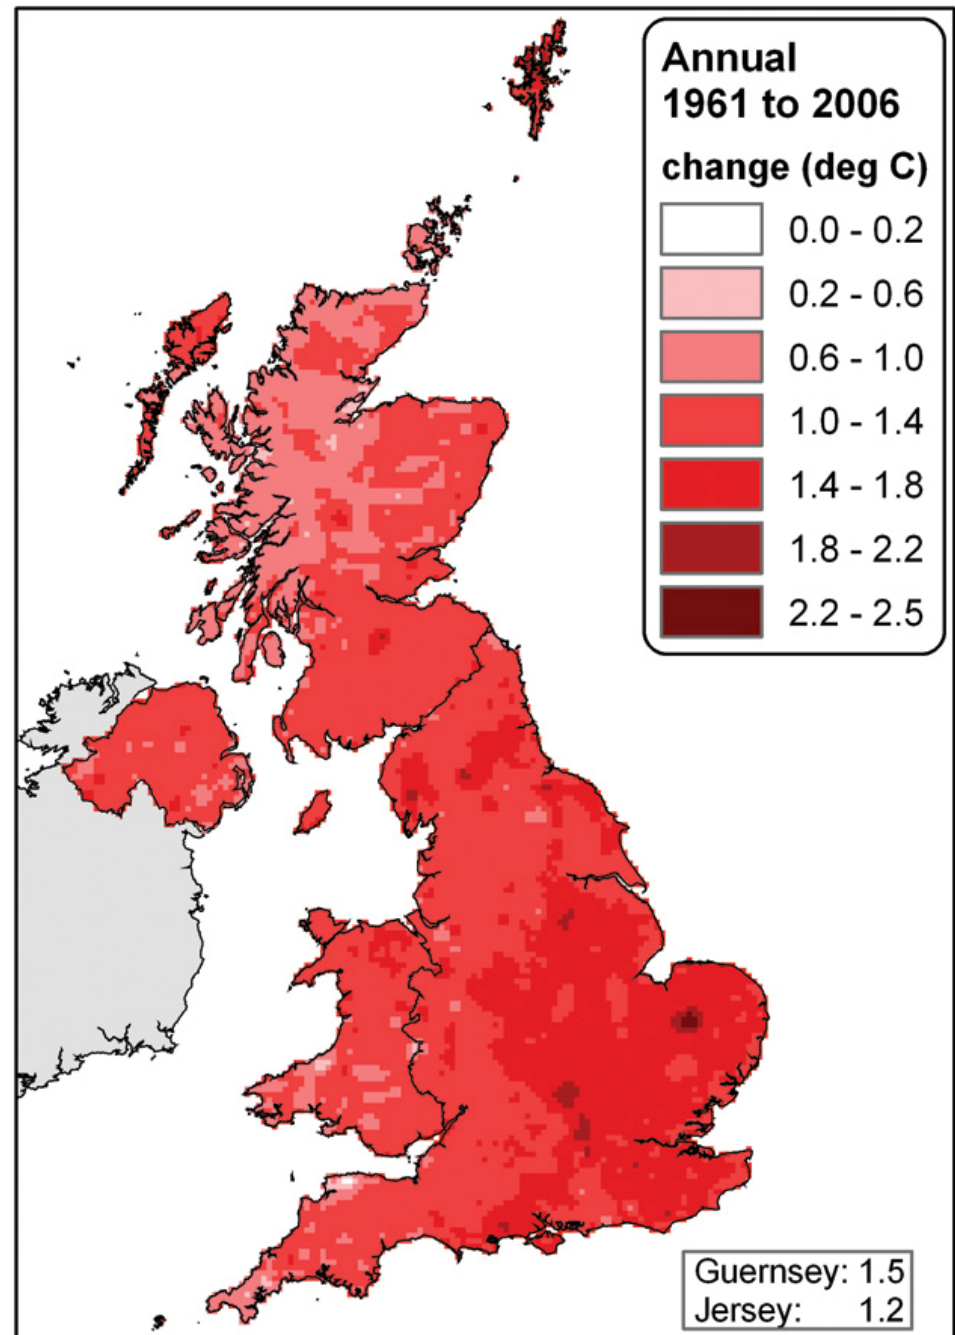 Annual
1961 to 2006
change (deg C)
0.0 - 0.2
0.2 - 0.6
0.6 - 1.0
1.0 - 1.4
1.4 - 1.8
1.8 - 2.2
2.2 - 2.5
Guernsey: 1.5
Jersey: 1.2